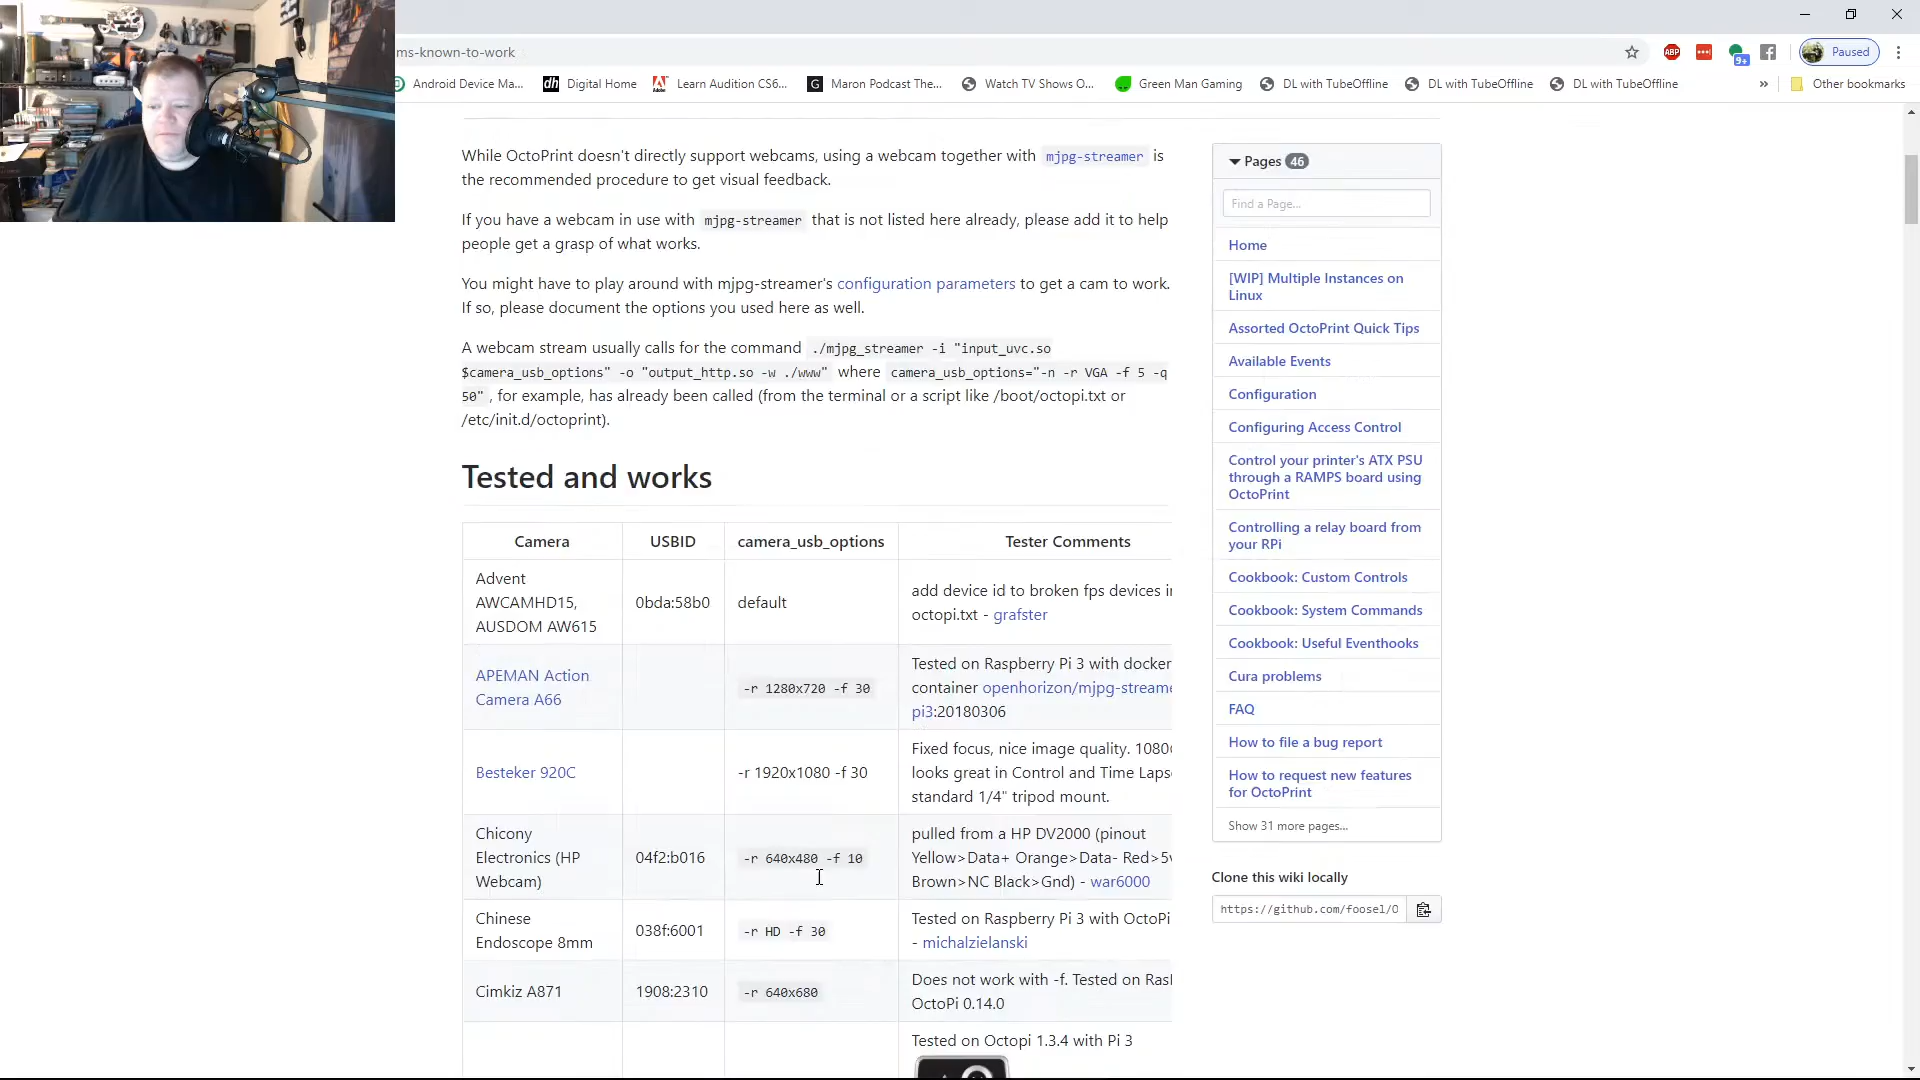 ms-known-to-work
ABP
9+
Paused
Android Device Ma...
dh Digital Home
Learn Audition CS6...
G Maron Podcast The...
Watch TV Shows O...
Green Man Gaming
DL with TubeOffline
DL with TubeOffline
DL with TubeOffline
»
Other bookmarks
While OctoPrint doesn't directly support webcams, using a webcam together with mjpg-streamer is
the recommended procedure to get visual feedback.
If you have a webcam in use with mjpg-streamer that is not listed here already, please add it to help
people get a grasp of what works.
You might have to play around with mjpg-streamer's configuration parameters to get a cam to work.
If so, please document the options you used here as well.
A webcam stream usually calls for the command ./mjpg_streamer -i "input_uvc.so
$camera_usb_options" -o "output_http.so -w ./www" where camera_usb_options="-n -r VGA -f 5 -q
50" , for example, has already been called (from the terminal or a script like /boot/octopi.txt or
/etc/init.d/octoprint).
Tested and works
Camera USBID camera_usb_options Tester Comments
Advent
AWCAMHD15,
AUSDOM AW615
0bda:58b0
default
add device id to broken fps devices in
octopi.txt - grafster
APEMAN Action
Camera A66
-r 1280x720 -f 30
Tested on Raspberry Pi 3 with docker
container openhorizon/mjpg-streame
pi3:20180306
Besteker 920C
-r 1920x1080 -f 30
Fixed focus, nice image quality. 1080
looks great in Control and Time Laps
standard 1/4" tripod mount.
Chicony
Electronics (HP
Webcam)
04f2:b016
-r 640x480 -f 10
pulled from a HP DV2000 (pinout
Yellow>Data+ Orange>Data- Red>5v
Brown>NC Black>Gnd) - war6000
Chinese
Endoscope 8mm
038f:6001
-r HD -f 30
Tested on Raspberry Pi 3 with OctoPi
- michalzielanski
Cimkiz A871
1908:2310
-r 640x680
Does not work with -f. Tested on Ras
OctoPi 0.14.0
Tested on Octopi 1.3.4 with Pi 3
Pages 46
Find a Page...
Home
[WIP] Multiple Instances on
Linux
Assorted OctoPrint Quick Tips
Available Events
Configuration
Configuring Access Control
Control your printer's ATX PSU
through a RAMPS board using
OctoPrint
Controlling a relay board from
your RPi
Cookbook: Custom Controls
Cookbook: System Commands
Cookbook: Useful Eventhooks
Cura problems
FAQ
How to file a bug report
How to request new features
for OctoPrint
Show 31 more pages...
Clone this wiki locally
https://github.com/foosel/O